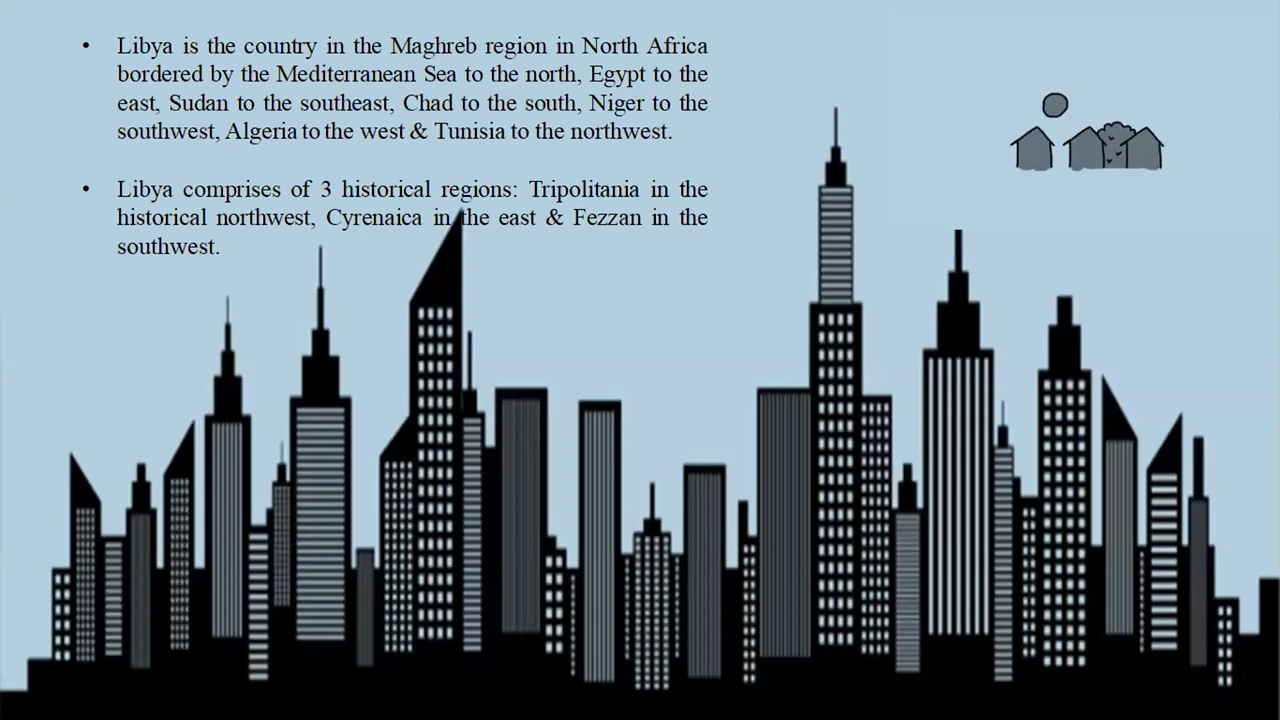 • Libya is the country in the Maghreb region in North Africa
bordered by the Mediterranean Sea to the north, Egypt to the
east, Sudan to the southeast, Chad to the south, Niger to the
southwest, Algeria to the west & Tunisia to the northwest.
• Libya comprises of 3 historical regions: Tripolitania in the
historical northwest, Cyrenaica in the east & Fezzan in the
southwest.